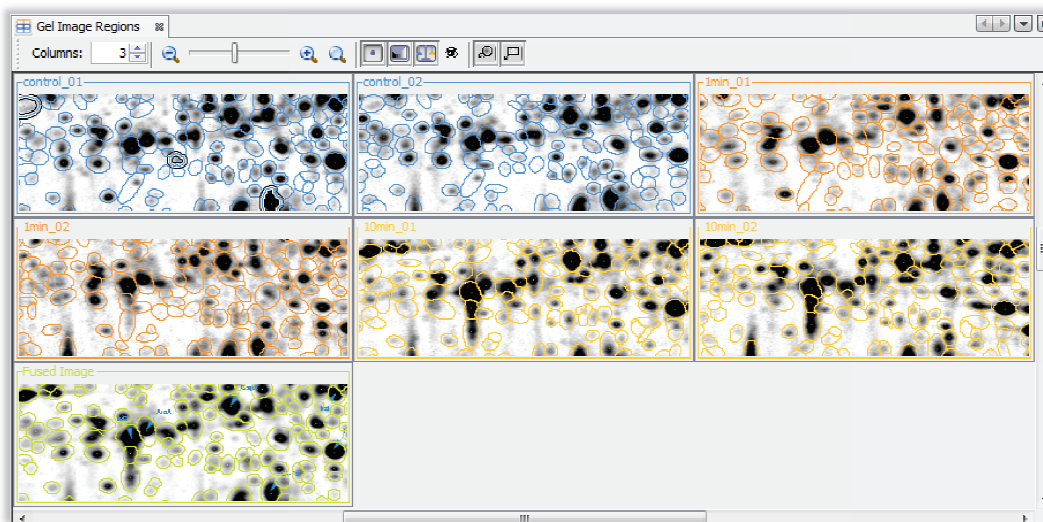 Gel Image Regions
Columns: 3
control_01
control_02
1min_01
1min_02
10min_01
10min_02
Fused Image